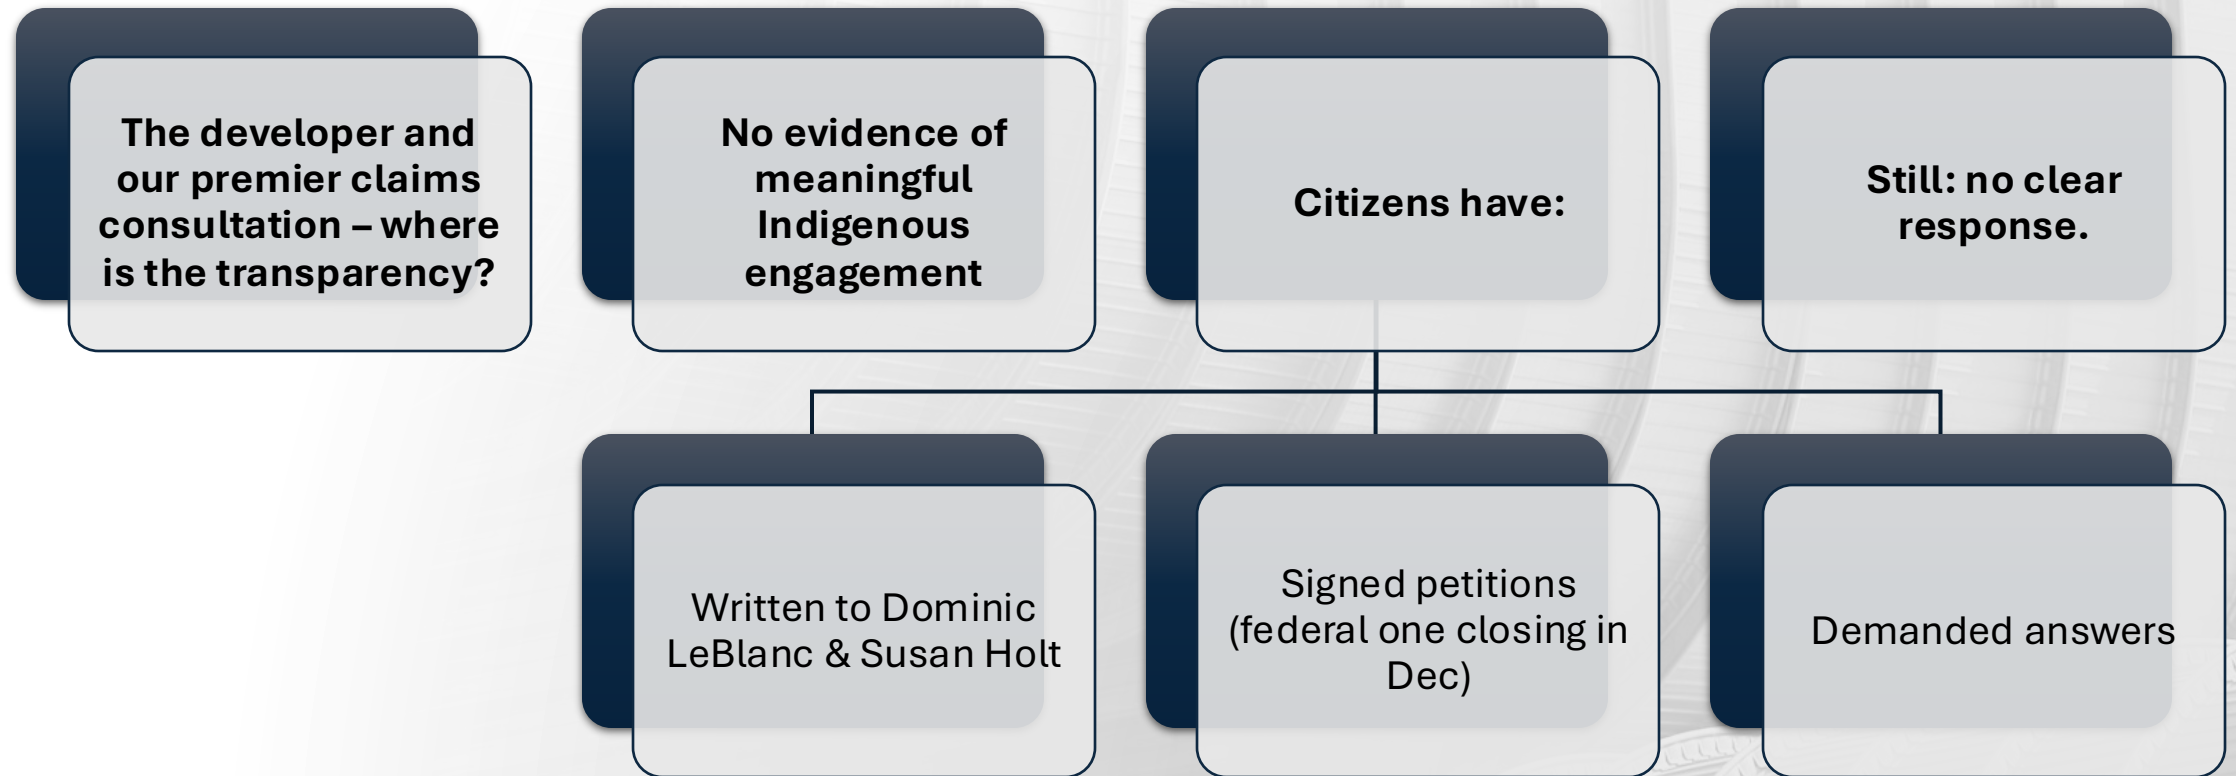 The developer and
our premier claims
consultation – where
is the transparency?
No evidence of
meaningful
Indigenous
engagement
Citizens have:
Still: no clear
response.
Written to Dominic
LeBlanc & Susan Holt
Signed petitions
(federal one closing in
Dec)
Demanded answers